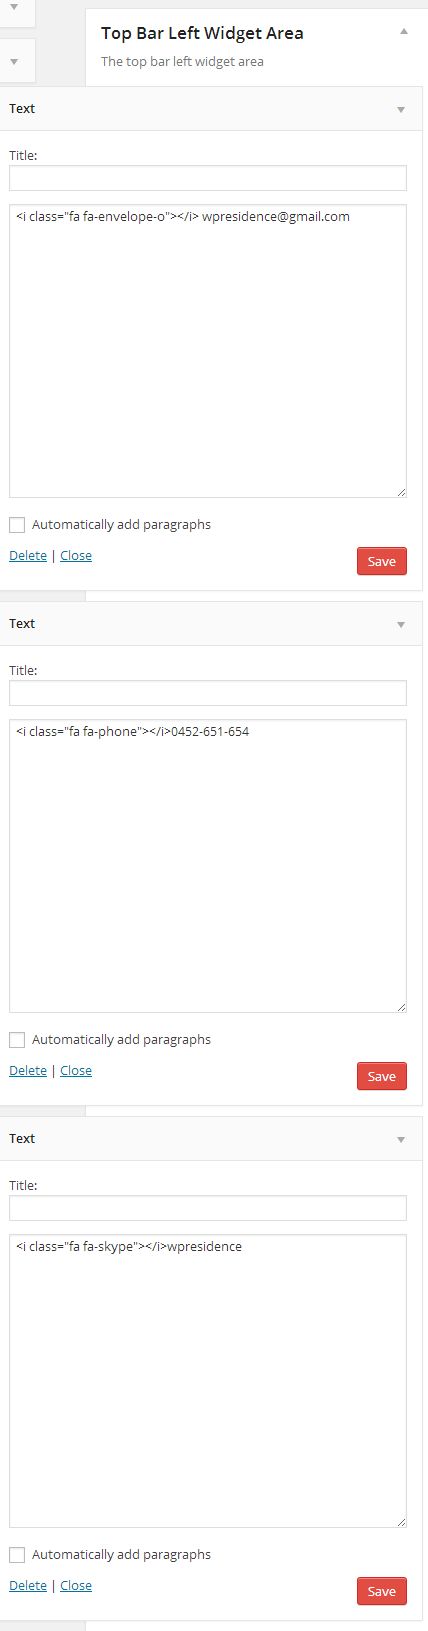 Top Bar Left Widget Area
The top bar left widget area
Text
Title:
<i class="fa fa-envelope-o"></i> wpresidence@gmail.com
Automatically add paragraphs
Delete | Close
Save
Text
Title:
<i class="fa fa-phone"></i>0452-651-654
Automatically add paragraphs
Delete | Close
Save
Text
Title:
<i class="fa fa-skype"></i>wpresidence
Automatically add paragraphs
Delete | Close
Save